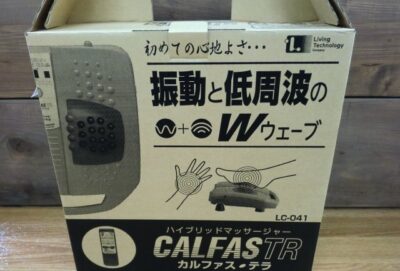 初めての心地よさ･･･
L
Living
Technology
振動と低周波の
W+
Wウェーブ
LC-041
ハイブリッドマッサージャー
CALFASTR
カルファス・テラ